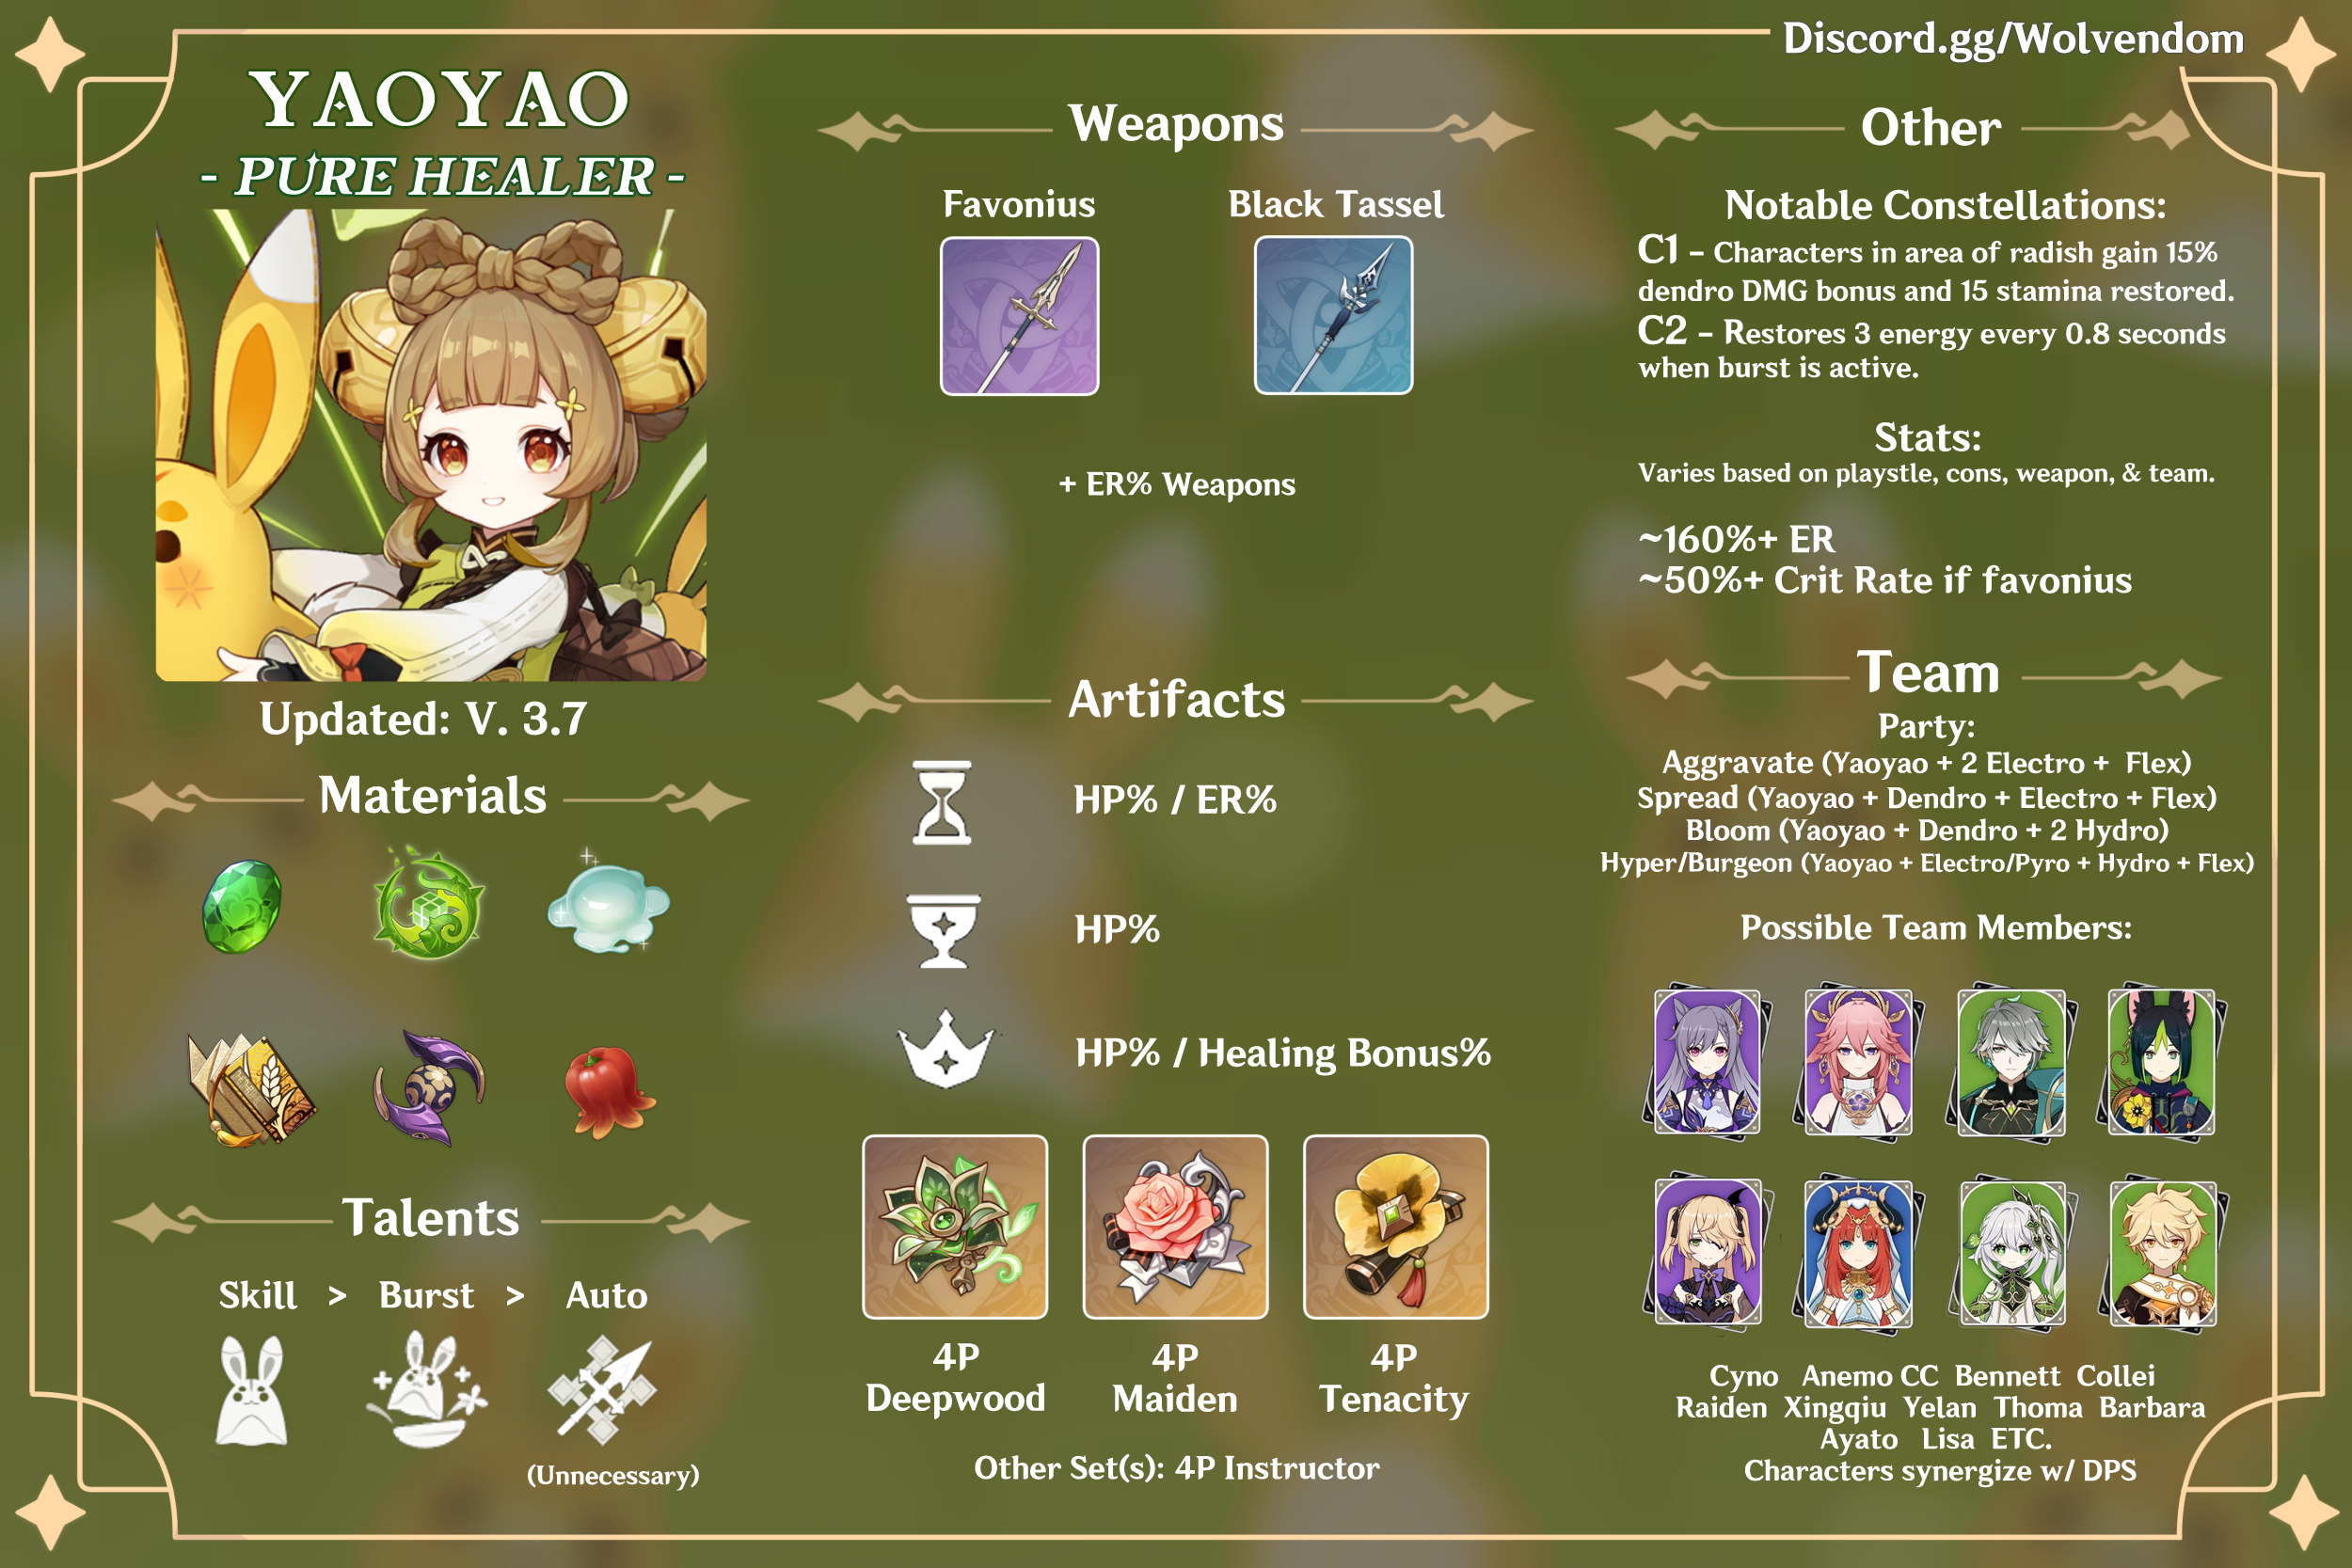 Discord.gg/Wolvendom
YAOYAO
- PURE HEALER -
Updated: V. 3.7
Materials
Talents
Skill > Burst > Auto
(Unnecessary)
Weapons
Favonius
Black Tassel
+ ER% Weapons
Artifacts
HP% / ER%
HP%
HP% / Healing Bonus%
4P
Deepwood
4P
Maiden
4P
Tenacity
Other Set(s): 4P Instructor
Other
Notable Constellations:
C1 - Characters in area of radish gain 15%
dendro DMG bonus and 15 stamina restored.
C2 - Restores 3 energy every 0.8 seconds
when burst is active.
Stats:
Varies based on playstle, cons, weapon, & team.
~160%+ ER
~50%+ Crit Rate if favonius
Team
Party:
Aggravate (Yaoyao + 2 Electro + Flex)
Spread (Yaoyao + Dendro + Electro + Flex)
Bloom (Yaoyao + Dendro + 2 Hydro)
Hyper/Burgeon (Yaoyao + Electro/Pyro + Hydro + Flex)
Possible Team Members:
Cyno Anemo CC Bennett Collei
Raiden Xingqiu Yelan Thoma Barbara
Ayato Lisa ETC.
Characters synergize w/ DPS